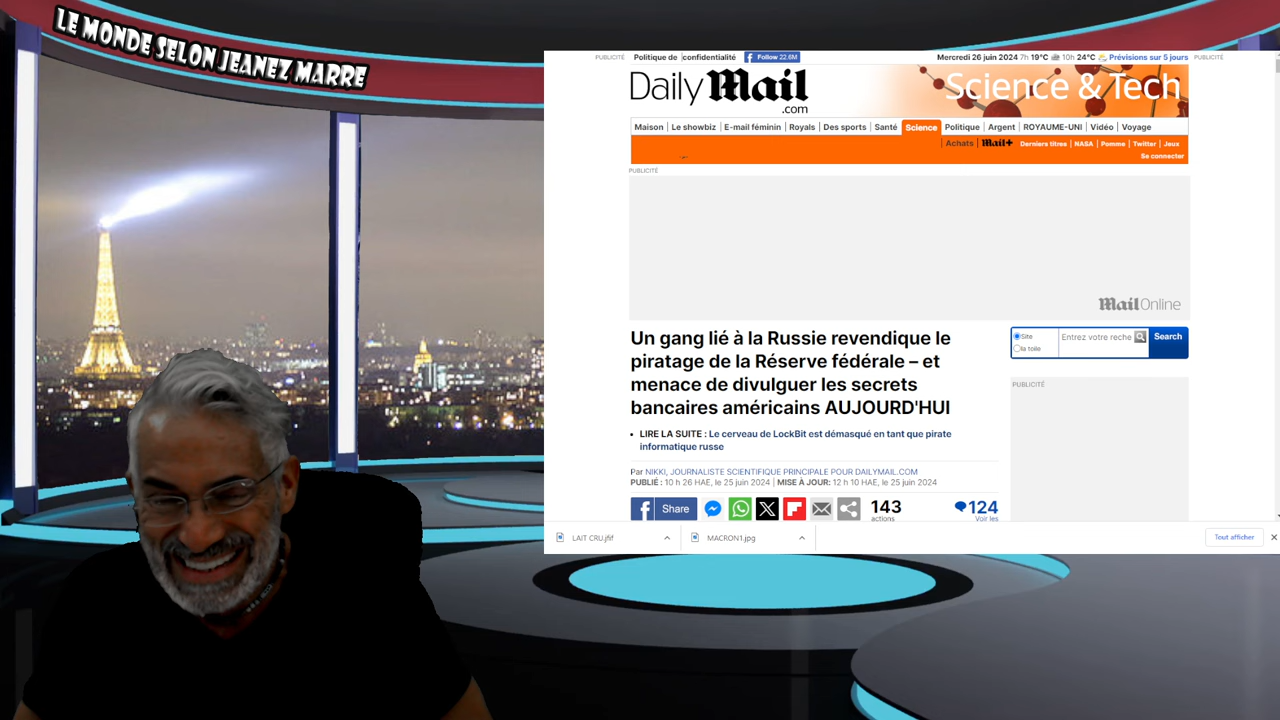 LE MONDE SELON JEANEZ MARRE
PUBLICITÉ
Politique de confidentialité
Follow 22.6M
Mercredi 26 juin 2024 7h 19°C 10h 24°C Prévisions sur 5 jours
PUBLICITÉ
Daily Mail
.com
Science & Tech
Maison Le showbiz E-mail féminin Royals Des sports Santé Science Politique Argent ROYAUME-UNI Vidéo Voyage
Achats Mail+ Derniers titres NASA Pomme Twitter Jeux
Se connecter
PUBLICITÉ
Mail Online
Un gang lié à la Russie revendique le
piratage de la Réserve fédérale – et
menace de divulguer les secrets
bancaires américains AUJOURD'HUI
LIRE LA SUITE : Le cerveau de LockBit est démasqué en tant que pirate
informatique russe
Par NIKKI, JOURNALISTE SCIENTIFIQUE PRINCIPALE POUR DAILYMAIL.COM
PUBLIÉ : 10 h 26 HAE, le 25 juin 2024 | MISE À JOUR: 12 h 10 HAE, le 25 juin 2024
Share
143
actions
124
Voir les
Site
la toile
Entrez votre reche
Search
PUBLICITÉ
LAIT CRU.jfif
MACRON1.jpg
Tout afficher